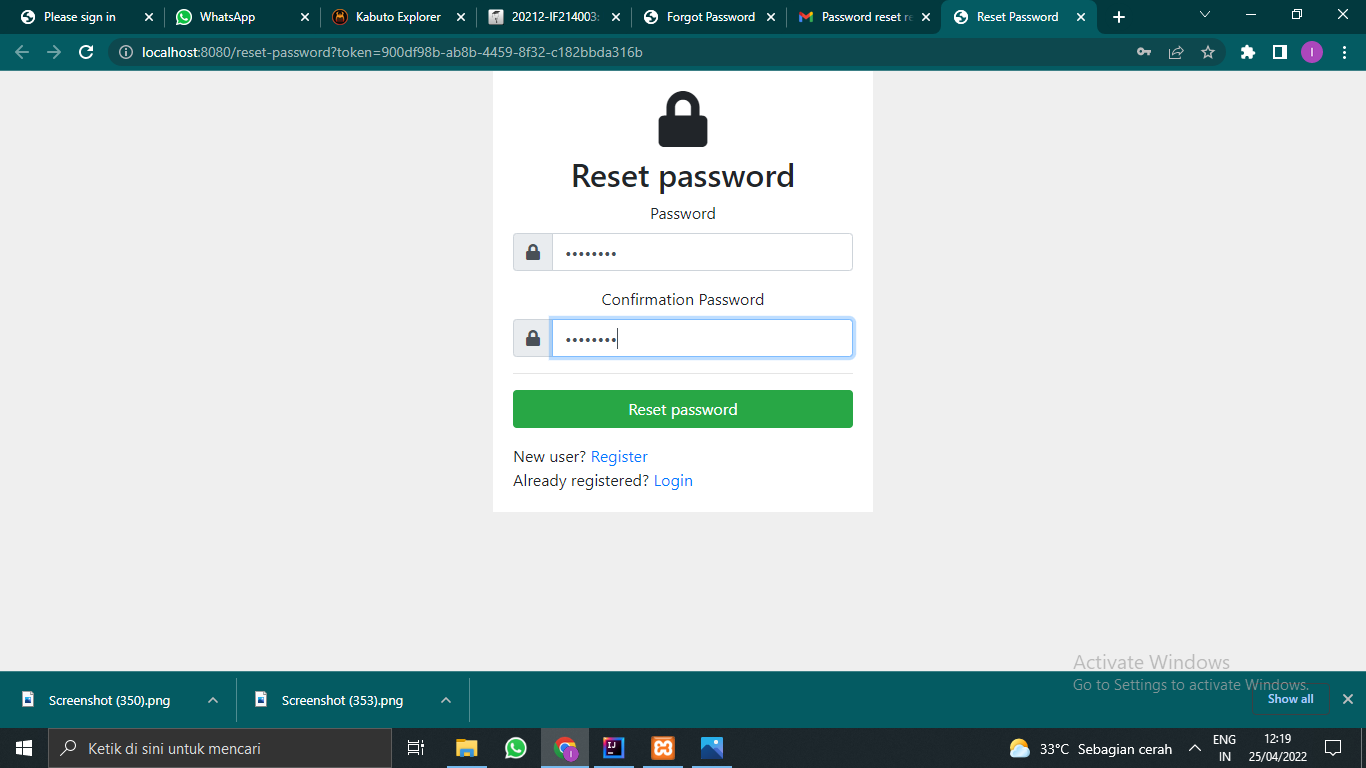 Please sign in
WhatsApp
Kabuto Explorer
20212-IF214003:
Forgot Password
Password reset re
Reset Password
localhost:8080/reset-password?token=900df98b-ab8b-4459-8f32-c182bbda316b
I
Reset password
Password
Confirmation Password
Reset password
New user? Register
Already registered? Login
Activate Windows
Go to Settings to activate Windows.
Screenshot (350).png
Screenshot (353).png
Show all
Ketik di sini untuk mencari
33°C Sebagian cerah
ENG
IN
12:19
25/04/2022